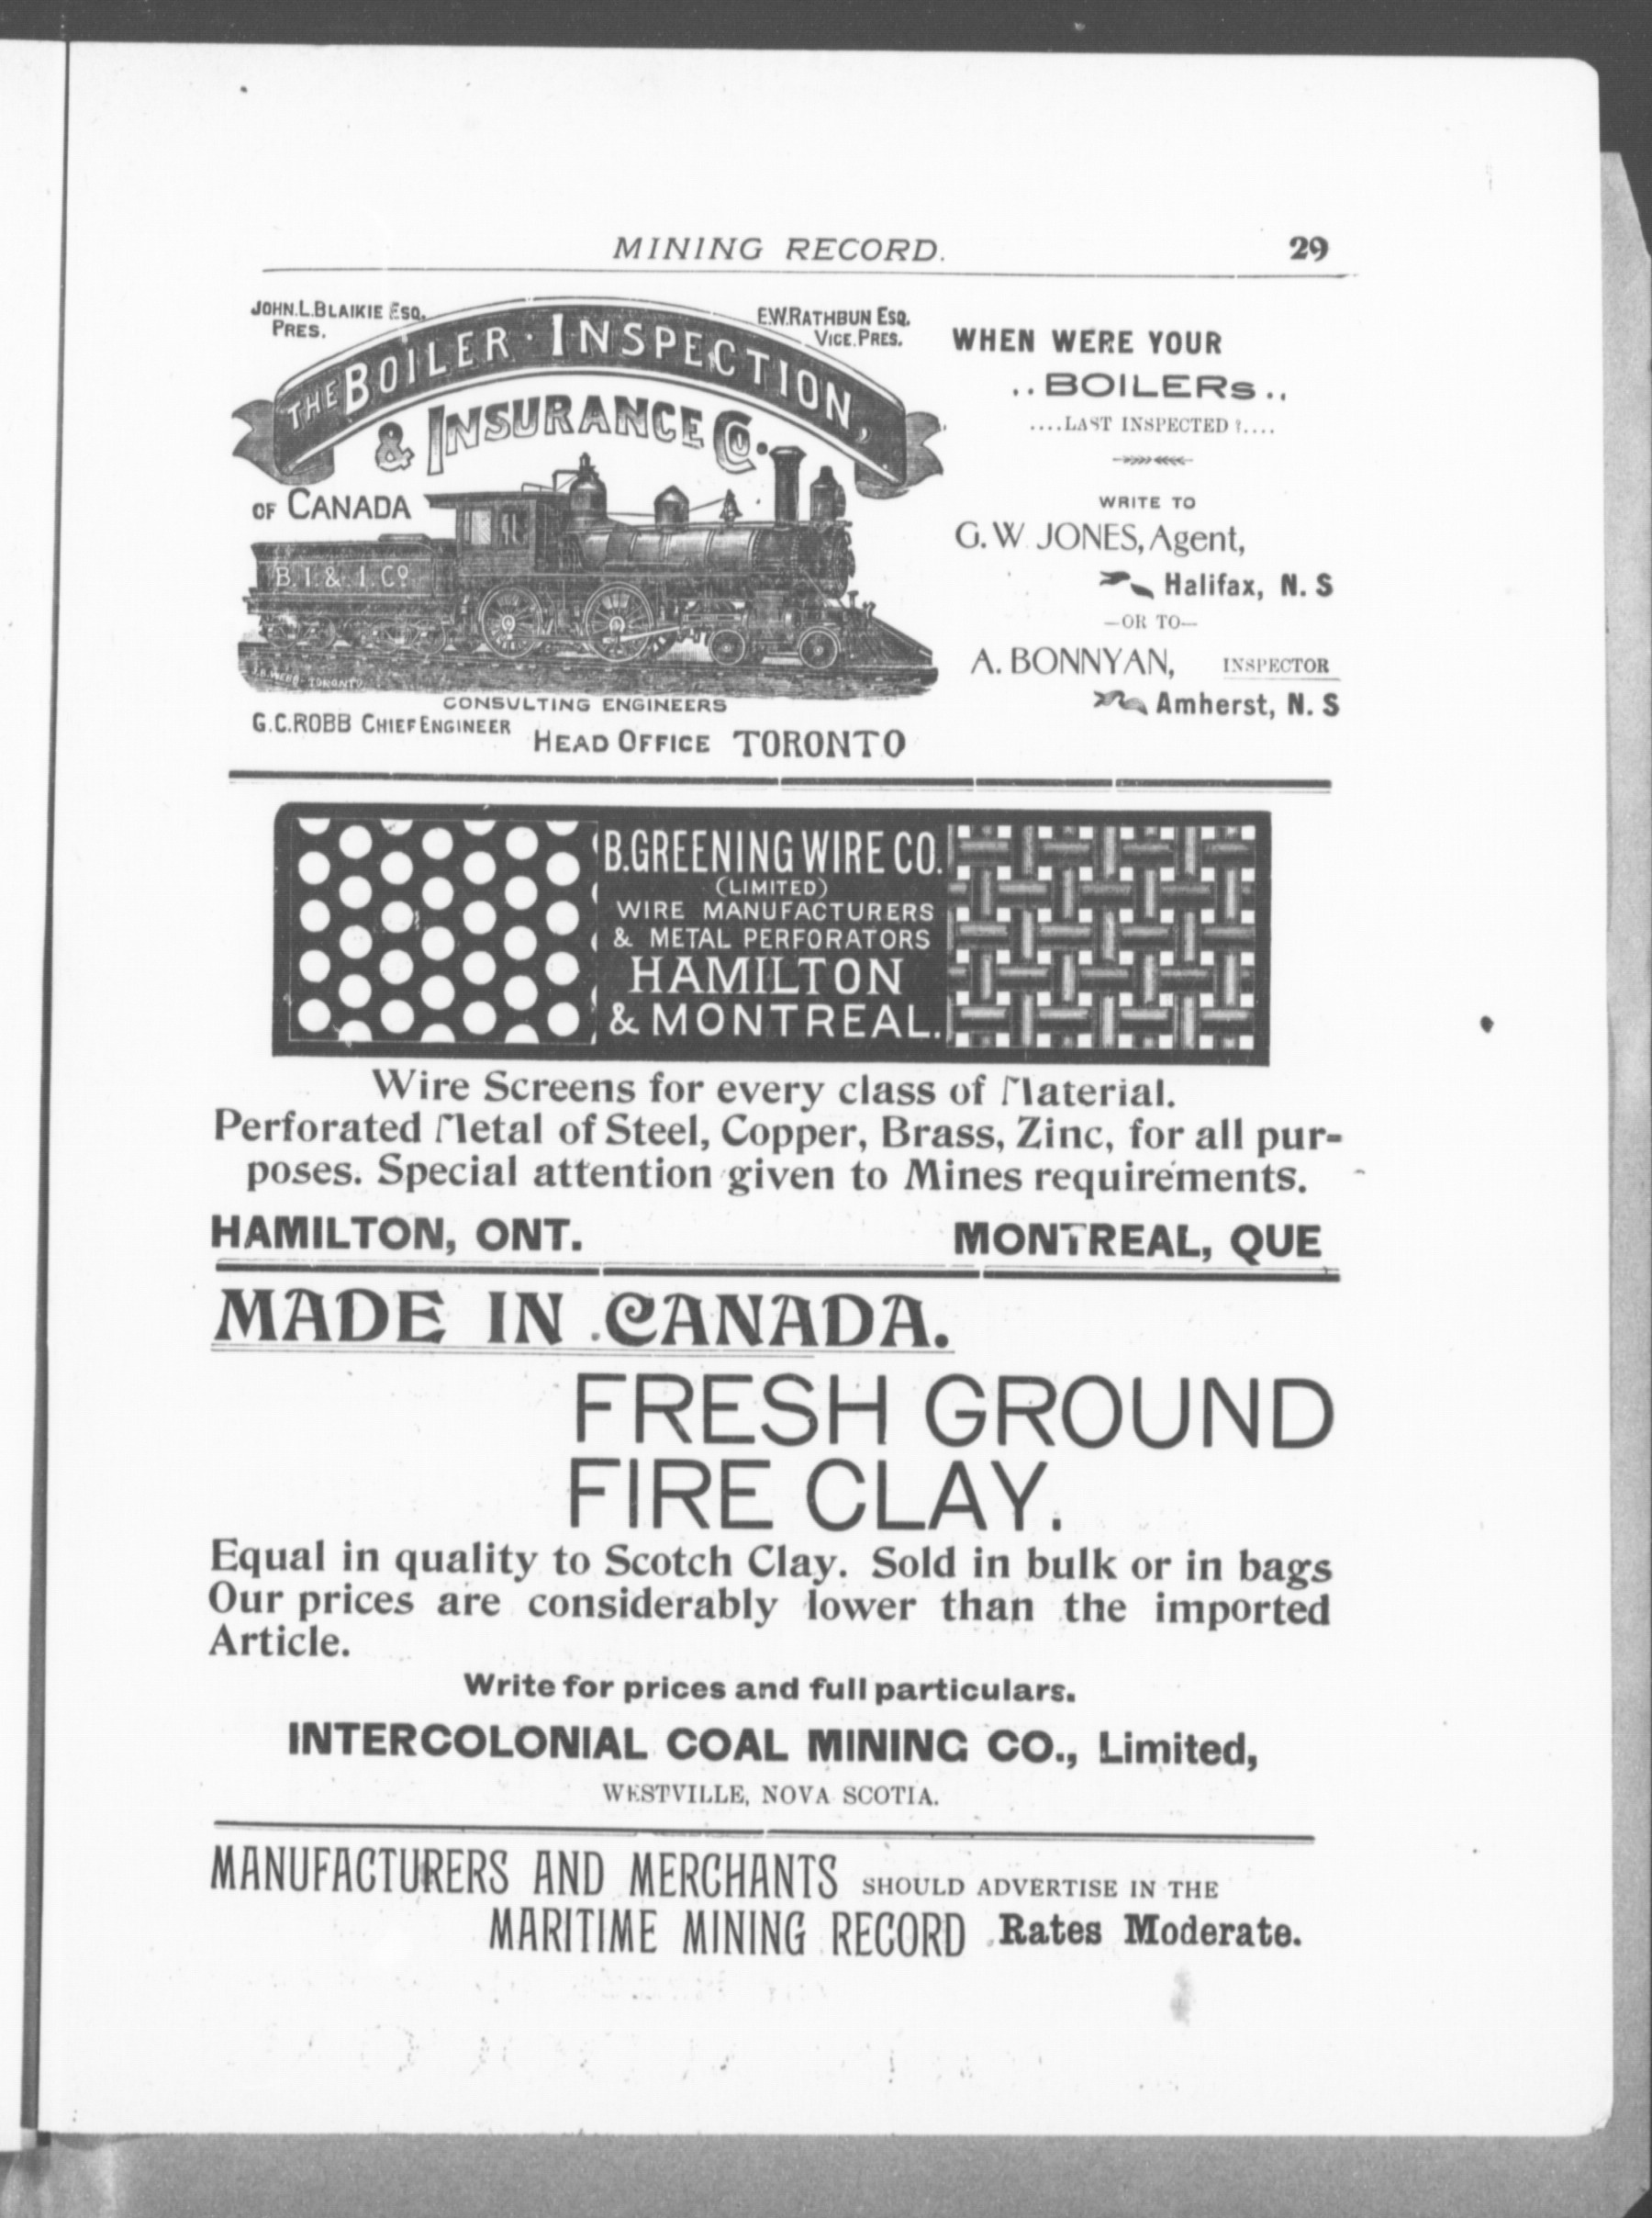 MINING RECORD. 29
JOHN.L.BLAIKIE ESQ.
PRES.
E.W.RATHBUN ESQ.
VICE.PRES.
THE BOILER · INSPECTION,
& INSURANCE CO.
OF CANADA
B. I. & I. CO
J.R. WEBB - TORONTO
CONSULTING ENGINEERS
G.C.ROBB CHIEF ENGINEER
HEAD OFFICE TORONTO
WHEN WERE YOUR
..BOILERs..
....LAST INSPECTED ?....
WRITE TO
G. W. JONES, Agent,
Halifax, N. S
—OR TO—
A. BONNYAN, INSPECTOR
Amherst, N. S
B.GREENING WIRE CO.
(LIMITED)
WIRE MANUFACTURERS
& METAL PERFORATORS
HAMILTON
& MONTREAL.
Wire Screens for every class of Material.
Perforated Metal of Steel, Copper, Brass, Zinc, for all pur-
poses. Special attention given to Mines requirements.
HAMILTON, ONT. MONTREAL, QUE
MADE IN CANADA.
FRESH GROUND
FIRE CLAY.
Equal in quality to Scotch Clay. Sold in bulk or in bags
Our prices are considerably lower than the imported
Article.
Write for prices and full particulars.
INTERCOLONIAL COAL MINING CO., Limited,
WESTVILLE, NOVA SCOTIA.
MANUFACTURERS AND MERCHANTS SHOULD ADVERTISE IN THE
MARITIME MINING RECORD Rates Moderate.